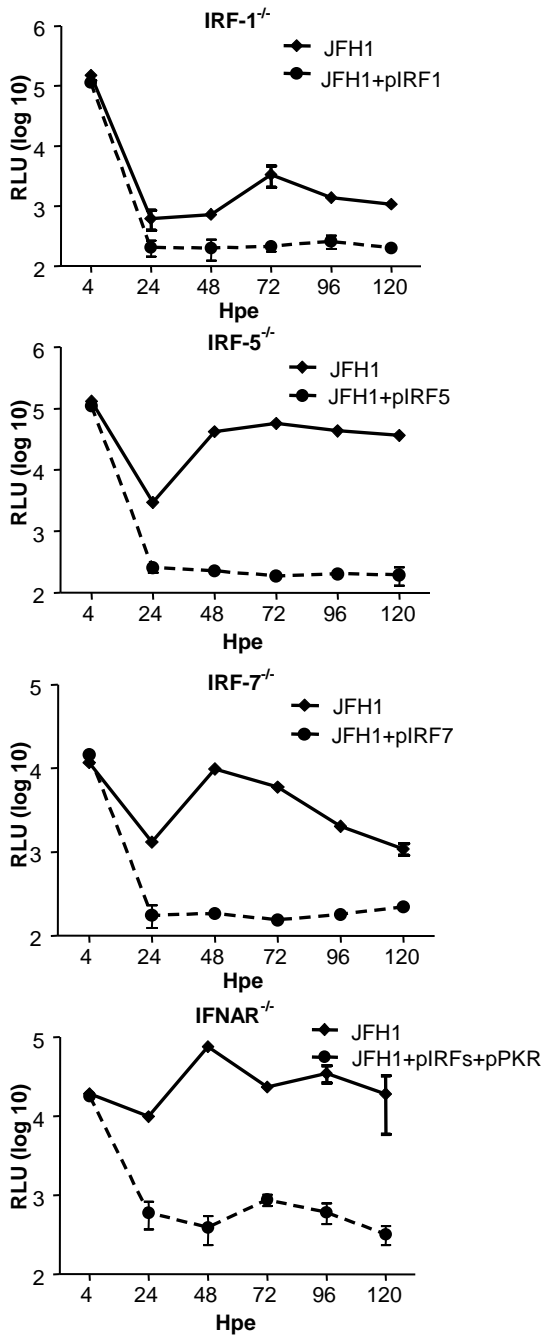 IRF-1-/-
JFH1
JFH1+pIRF1
RLU (log 10)
6
5
4
3
2
4 24 48 72 96 120
Hpe
IRF-5-/-
JFH1
JFH1+pIRF5
RLU (log 10)
6
5
4
3
2
4 24 48 72 96 120
Hpe
IRF-7-/-
JFH1
JFH1+pIRF7
RLU (log 10)
5
4
3
2
4 24 48 72 96 120
Hpe
IFNAR-/-
JFH1
JFH1+pIRFs+pPKR
RLU (log 10)
5
4
3
2
4 24 48 72 96 120
Hpe